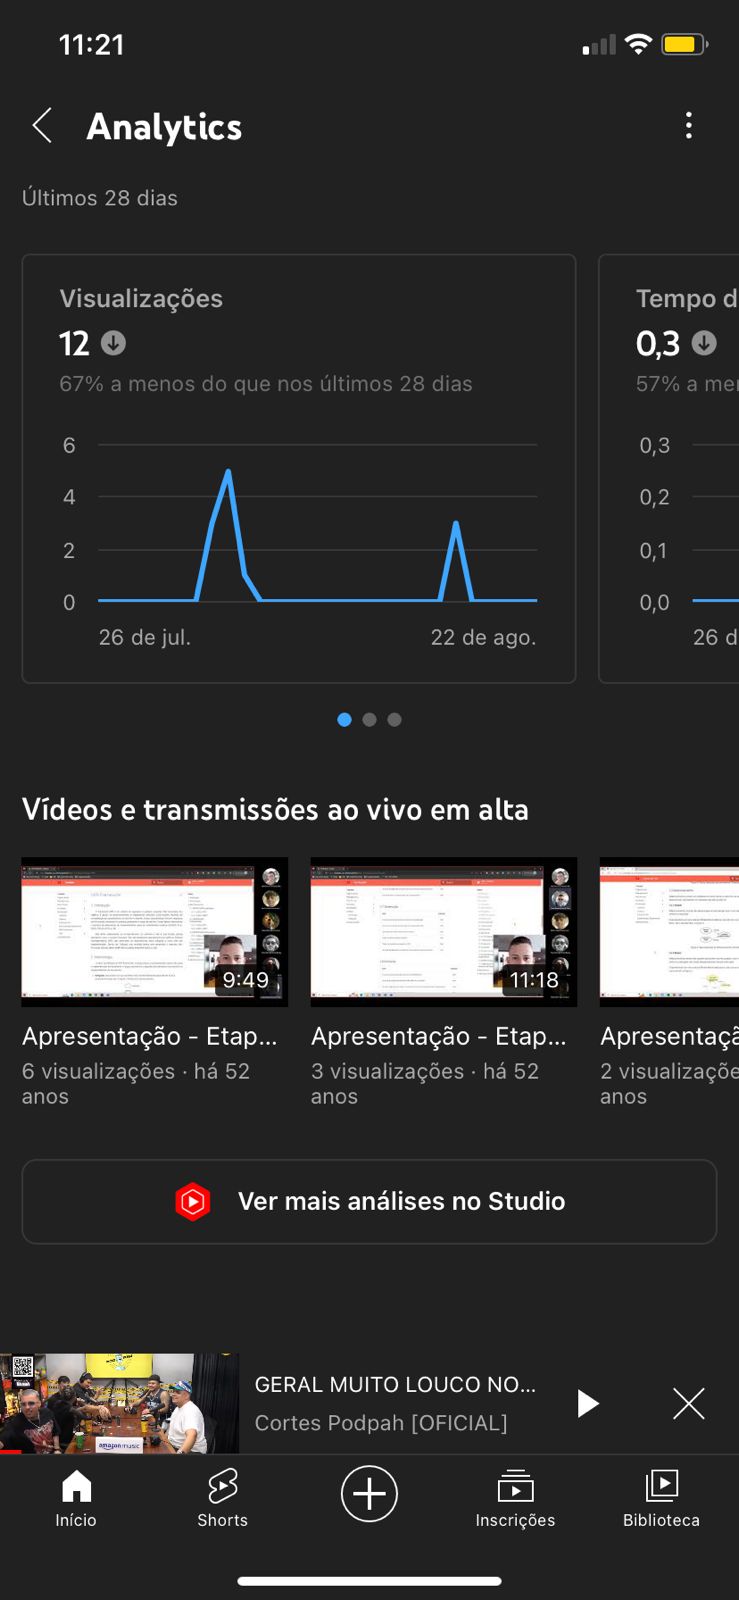 11:21
Analytics
Últimos 28 dias
Visualizações
12
67% a menos do que nos últimos 28 dias
6
4
2
0
26 de jul.
22 de ago.
Tempo d
0,3
57% a me
0,3
0,2
0,1
0,0
26 d
Vídeos e transmissões ao vivo em alta
9:49
Apresentação - Etap...
6 visualizações · há 52
anos
11:18
Apresentação - Etap...
3 visualizações · há 52
anos
Apresentaçã
2 visualizaçõe
anos
Ver mais análises no Studio
amazon music
GERAL MUITO LOUCO NO...
Cortes Podpah [OFICIAL]
Início
Shorts
Inscrições
Biblioteca